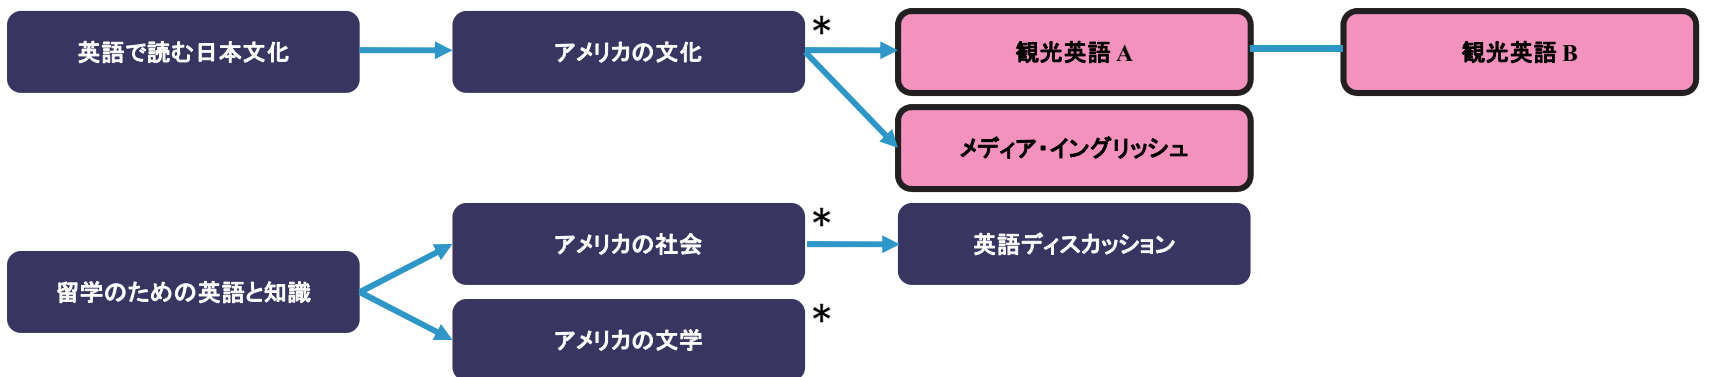 英語で読む日本文化
アメリカの文化
*
観光英語 A
観光英語 B
メディア・イングリッシュ
留学のための英語と知識
アメリカの社会
*
英語ディスカッション
アメリカの文学
*